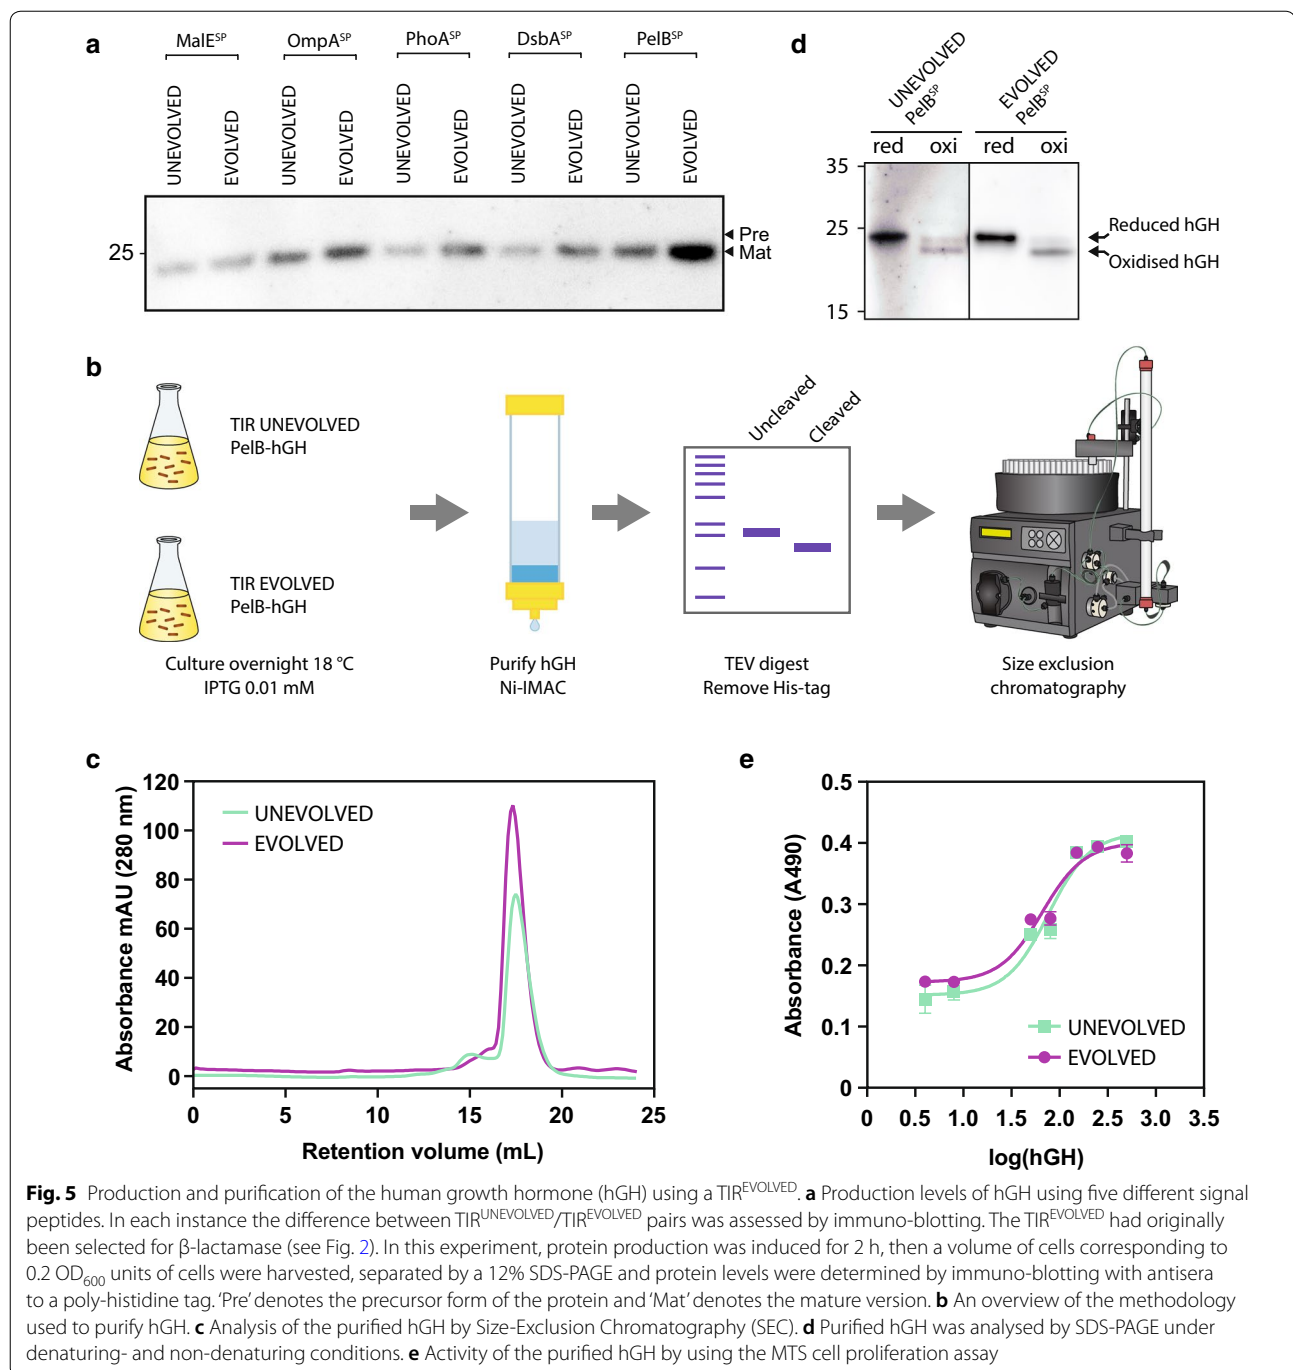 a
MalE^SP OmpA^SP PhoA^SP DsbA^SP PelB^SP
UNEVOLVED EVOLVED UNEVOLVED EVOLVED UNEVOLVED EVOLVED UNEVOLVED EVOLVED UNEVOLVED EVOLVED
Pre
25 Mat
d
UNEVOLVED PelB^SP
EVOLVED PelB^SP
red oxi red oxi
35
25
15
Reduced hGH
Oxidised hGH
b
TIR UNEVOLVED
PelB-hGH
TIR EVOLVED
PelB-hGH
Culture overnight 18 °C
IPTG 0.01 mM
Purify hGH
Ni-IMAC
Uncleaved Cleaved
TEV digest
Remove His-tag
Size exclusion
chromatography
c
Absorbance mAU (280 nm)
120
100
80
60
40
20
0
UNEVOLVED
EVOLVED
0 5 10 15 20 25
Retention volume (mL)
e
Absorbance (A490)
0.5
0.4
0.3
0.2
0.1
0
UNEVOLVED
EVOLVED
0 0.5 1.0 1.5 2.0 2.5 3.0 3.5
log(hGH)
Fig. 5 Production and purification of the human growth hormone (hGH) using a TIR^EVOLVED. a Production levels of hGH using five different signal
peptides. In each instance the difference between TIR^UNEVOLVED/TIR^EVOLVED pairs was assessed by immuno-blotting. The TIR^EVOLVED had originally
been selected for β-lactamase (see Fig. 2). In this experiment, protein production was induced for 2 h, then a volume of cells corresponding to
0.2 OD600 units of cells were harvested, separated by a 12% SDS-PAGE and protein levels were determined by immuno-blotting with antisera
to a poly-histidine tag. 'Pre' denotes the precursor form of the protein and 'Mat' denotes the mature version. b An overview of the methodology
used to purify hGH. c Analysis of the purified hGH by Size-Exclusion Chromatography (SEC). d Purified hGH was analysed by SDS-PAGE under
denaturing- and non-denaturing conditions. e Activity of the purified hGH by using the MTS cell proliferation assay